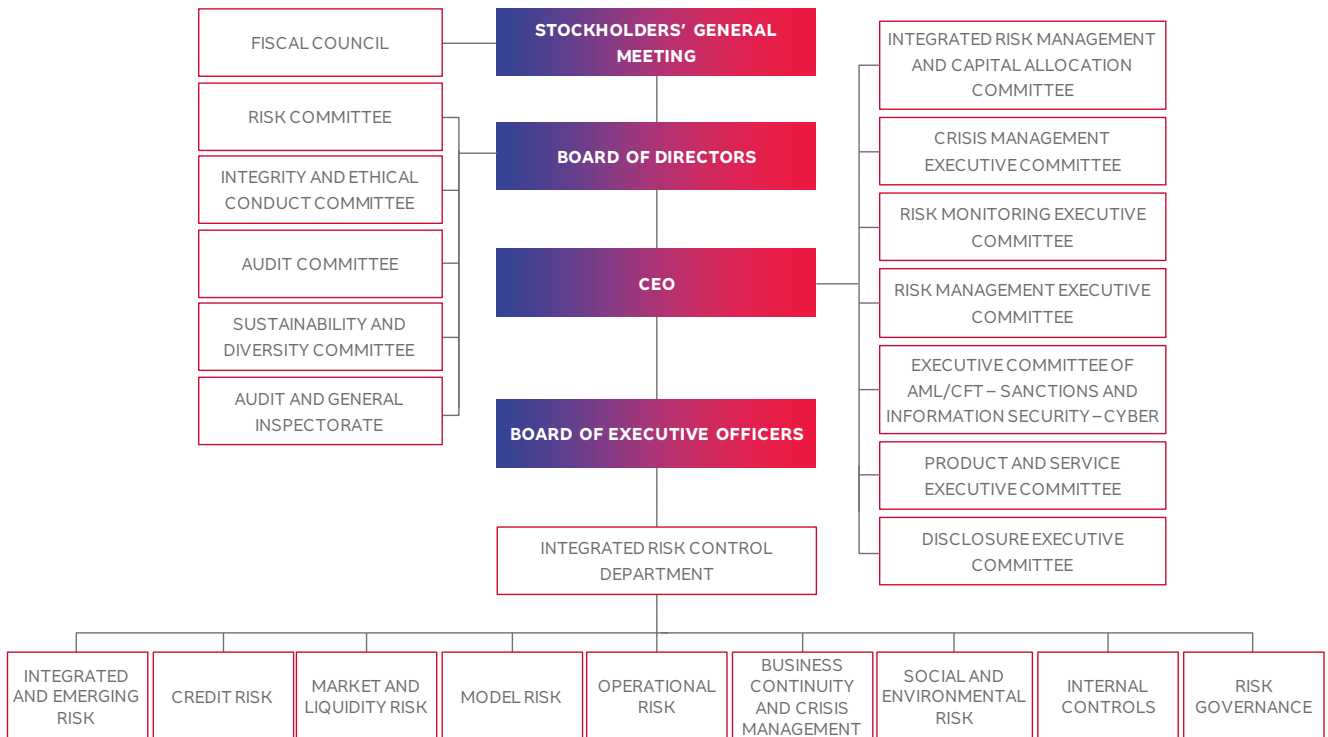 STOCKHOLDERS' GENERAL
MEETING
FISCAL COUNCIL
RISK COMMITTEE
INTEGRITY AND ETHICAL
CONDUCT COMMITTEE
AUDIT COMMITTEE
SUSTAINABILITY AND
DIVERSITY COMMITTEE
AUDIT AND GENERAL
INSPECTORATE
BOARD OF DIRECTORS
CEO
BOARD OF EXECUTIVE OFFICERS
INTEGRATED RISK MANAGEMENT
AND CAPITAL ALLOCATION
COMMITTEE
CRISIS MANAGEMENT
EXECUTIVE COMMITTEE
RISK MONITORING EXECUTIVE
COMMITTEE
RISK MANAGEMENT EXECUTIVE
COMMITTEE
EXECUTIVE COMMITTEE OF
AML/CFT – SANCTIONS AND
INFORMATION SECURITY – CYBER
PRODUCT AND SERVICE
EXECUTIVE COMMITTEE
DISCLOSURE EXECUTIVE
COMMITTEE
INTEGRATED RISK CONTROL
DEPARTMENT
INTEGRATED
AND EMERGING
RISK
CREDIT RISK
MARKET AND
LIQUIDITY RISK
MODEL RISK
OPERATIONAL
RISK
BUSINESS
CONTINUITY
AND CRISIS
MANAGEMENT
SOCIAL AND
ENVIRONMENTAL
RISK
INTERNAL
CONTROLS
RISK
GOVERNANCE